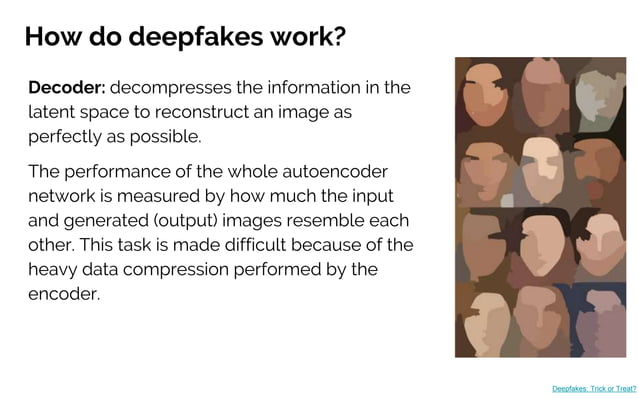 How do deepfakes work?
Decoder: decompresses the information in the
latent space to reconstruct an image as
perfectly as possible.
The performance of the whole autoencoder
network is measured by how much the input
and generated (output) images resemble each
other. This task is made difficult because of the
heavy data compression performed by the
encoder.
Deepfakes: Trick or Treat?